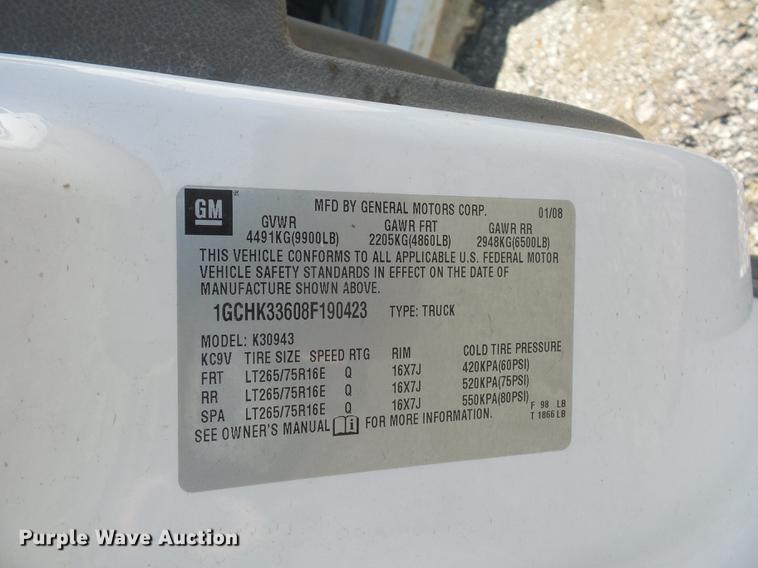 GM
MFD BY GENERAL MOTORS CORP. 01/08
GVWR GAWR FRT GAWR RR
4491KG(9900LB) 2205KG(4860LB) 2948KG(6500LB)
THIS VEHICLE CONFORMS TO ALL APPLICABLE U.S. FEDERAL MOTOR
VEHICLE SAFETY STANDARDS IN EFFECT ON THE DATE OF
MANUFACTURE SHOWN ABOVE.
1GCHK33608F190423 TYPE: TRUCK
MODEL: K30943
KC9V TIRE SIZE SPEED RTG RIM COLD TIRE PRESSURE
FRT LT265/75R16E Q 16X7J 420KPA(60PSI)
RR LT265/75R16E Q 16X7J 520KPA(75PSI)
SPA LT265/75R16E Q 16X7J 550KPA(80PSI)
F 98 LB
T 1866 LB
SEE OWNER'S MANUAL i FOR MORE INFORMATION.
Purple Wave Auction